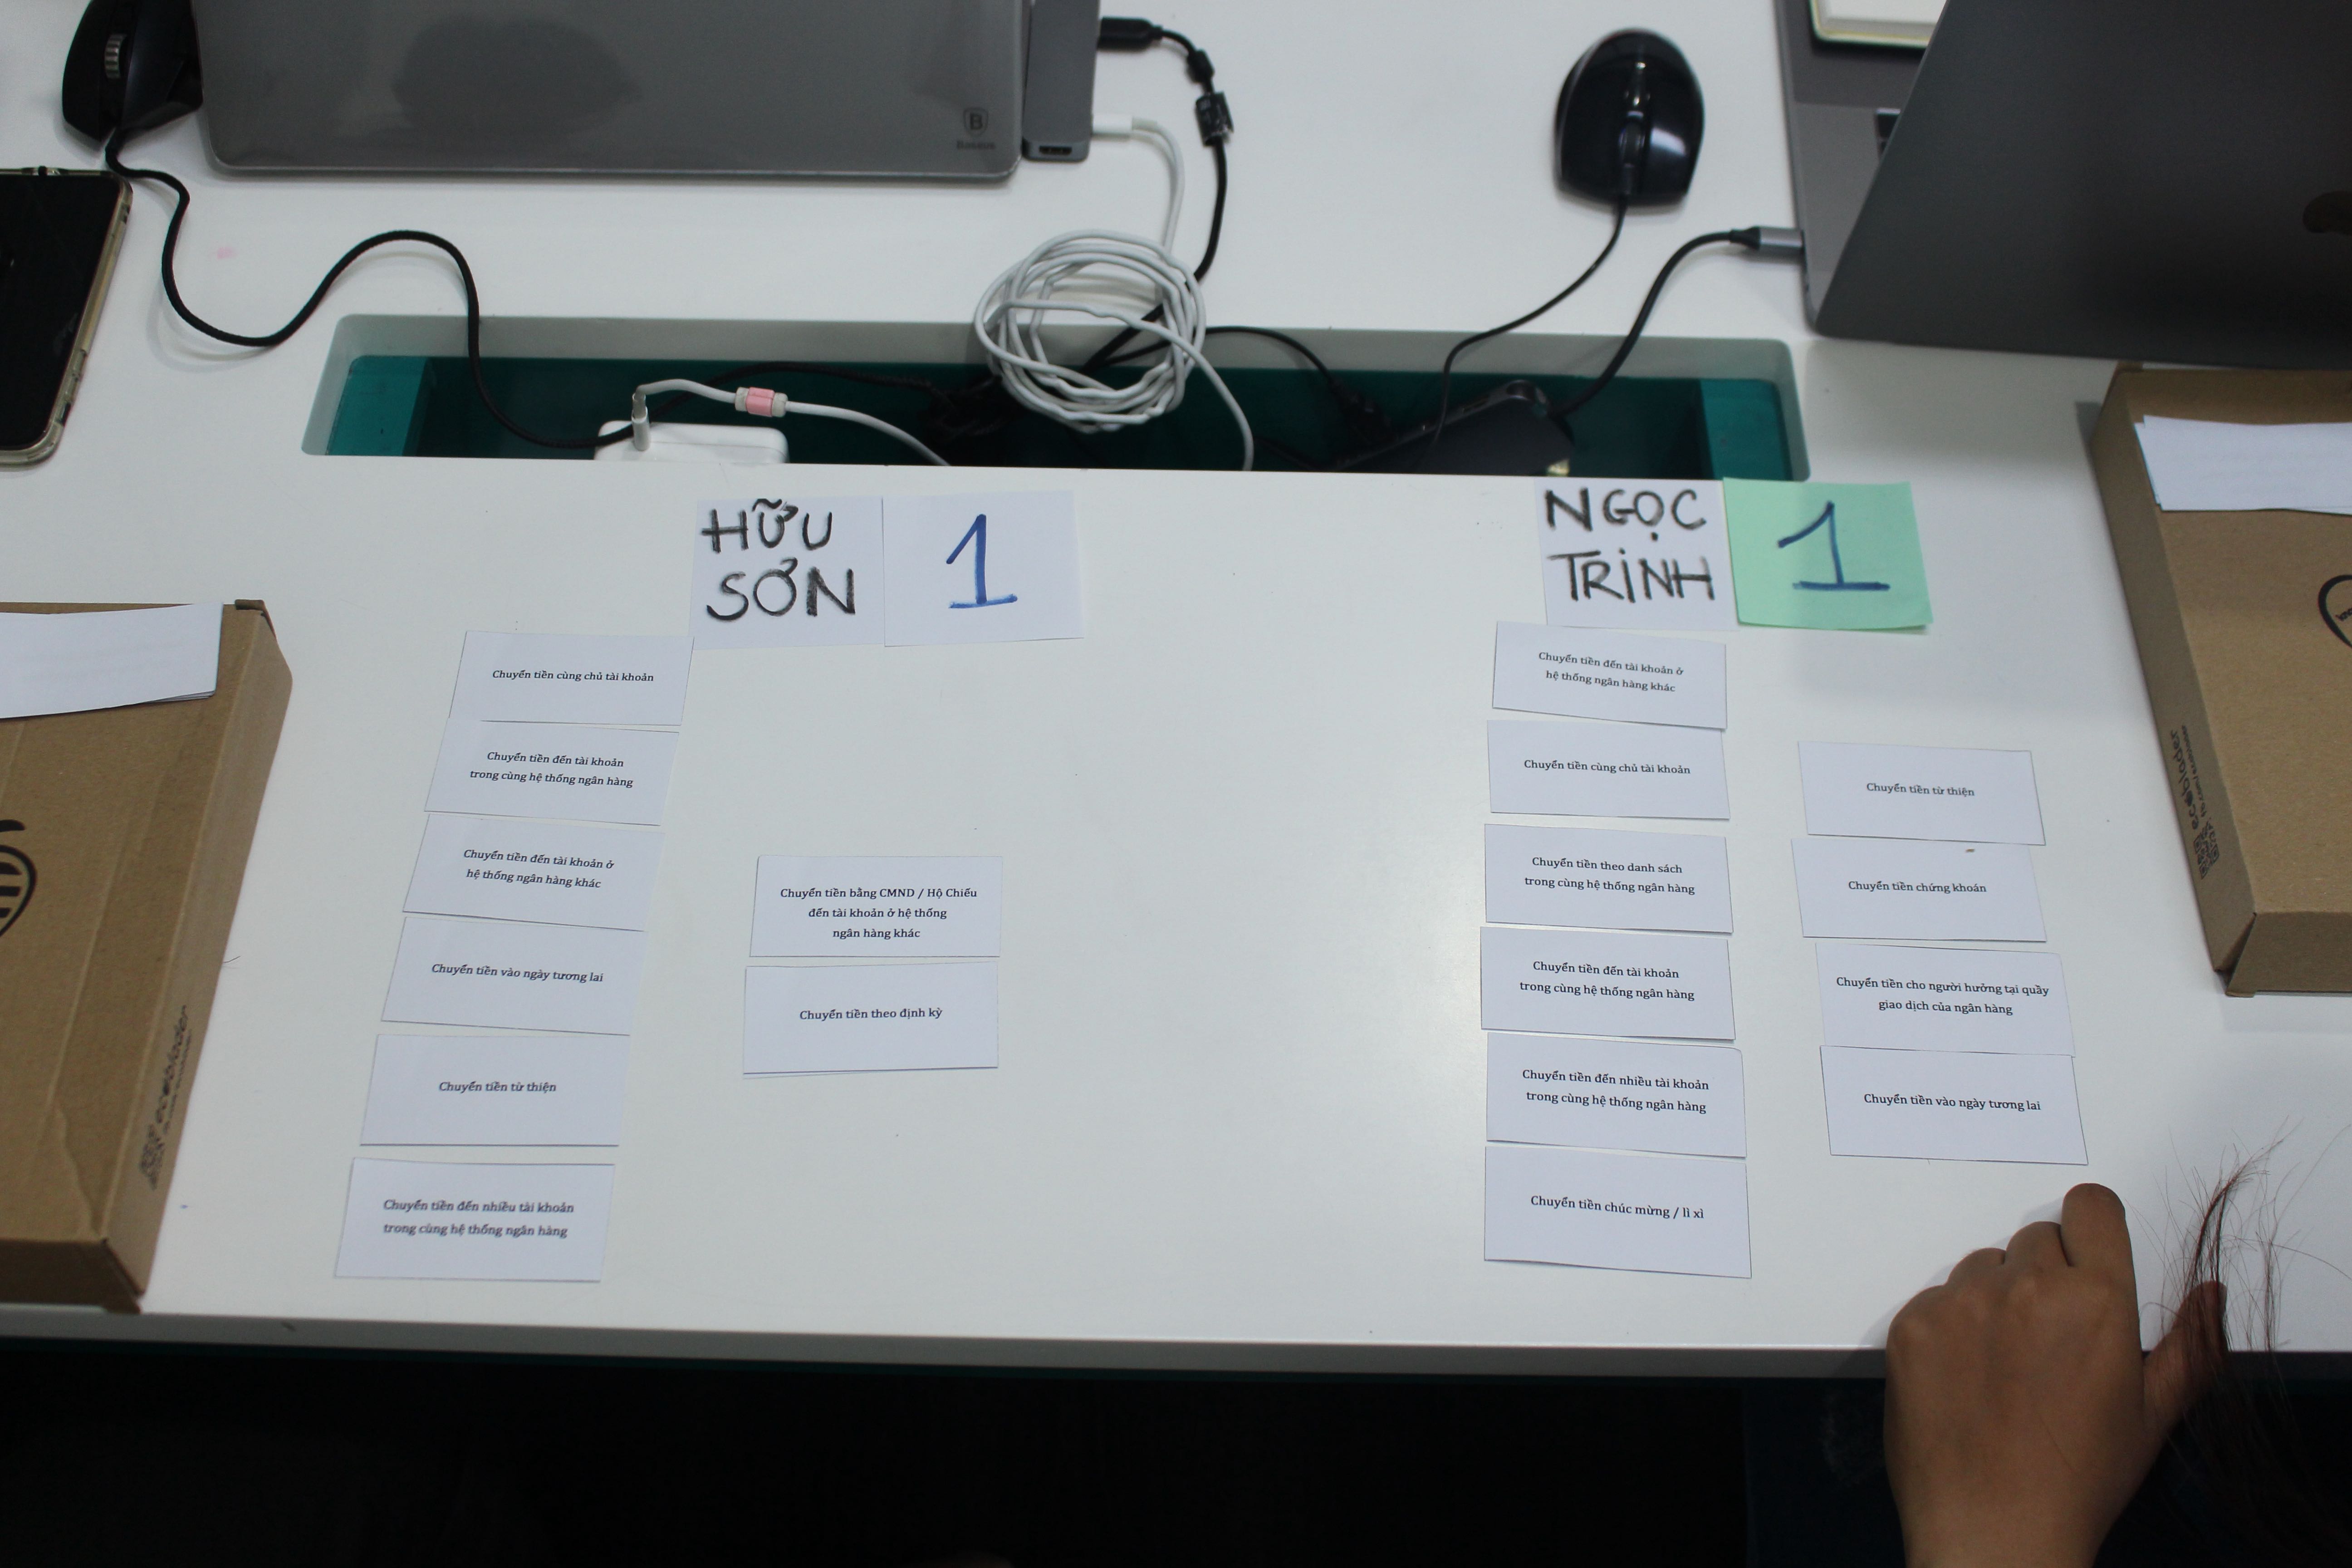 B
Baseus
HỮU
SƠN
1
Chuyển tiền cùng chủ tài khoản
Chuyển tiền đến tài khoản
trong cùng hệ thống ngân hàng
Chuyển tiền đến tài khoản ở
hệ thống ngân hàng khác
Chuyển tiền vào ngày tương lai
Chuyển tiền từ thiện
Chuyển tiền đến nhiều tài khoản
trong cùng hệ thống ngân hàng
Chuyển tiền bằng CMND / Hộ Chiếu
đến tài khoản ở hệ thống
ngân hàng khác
Chuyển tiền theo định kỳ
NGỌC
TRINH
1
Chuyển tiền đến tài khoản ở
hệ thống ngân hàng khác
Chuyển tiền cùng chủ tài khoản
Chuyển tiền theo danh sách
trong cùng hệ thống ngân hàng
Chuyển tiền đến tài khoản
trong cùng hệ thống ngân hàng
Chuyển tiền đến nhiều tài khoản
trong cùng hệ thống ngân hàng
Chuyển tiền chúc mừng / lì xì
Chuyển tiền từ thiện
Chuyển tiền chứng khoán
Chuyển tiền cho người hưởng tại quầy
giao dịch của ngân hàng
Chuyển tiền vào ngày tương lai